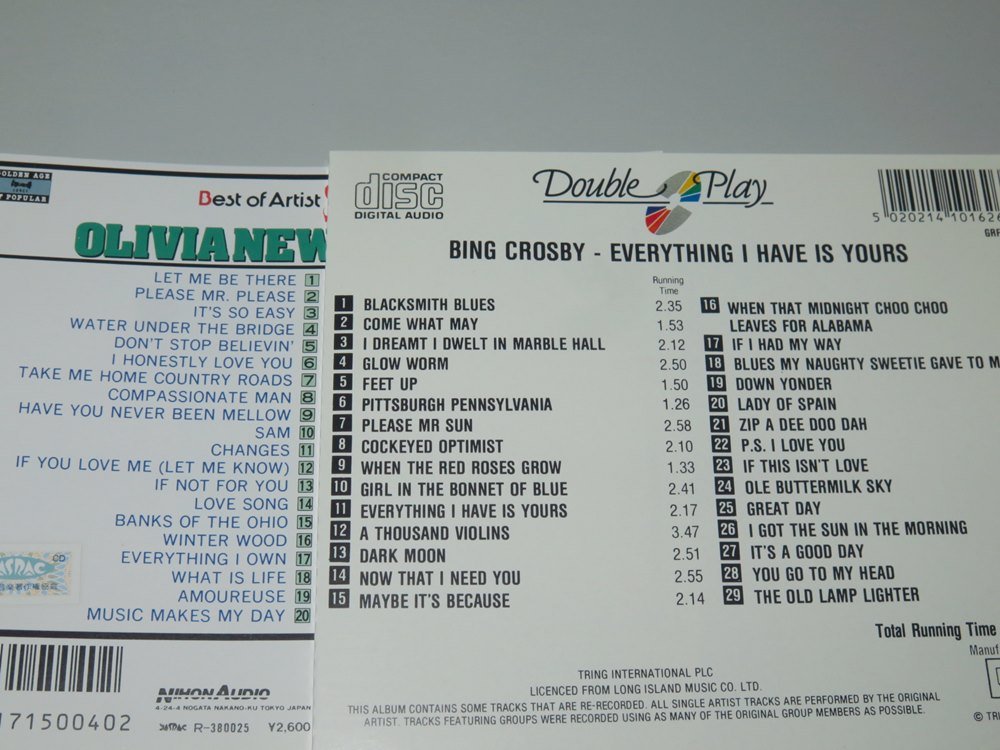 GOLDEN AGE
OF POPULAR
Best of Artist
OLIVIA NEW
LET ME BE THERE 1
PLEASE MR. PLEASE 2
IT'S SO EASY 3
WATER UNDER THE BRIDGE 4
DON'T STOP BELIEVIN' 5
I HONESTLY LOVE YOU 6
TAKE ME HOME COUNTRY ROADS 7
COMPASSIONATE MAN 8
HAVE YOU NEVER BEEN MELLOW 9
SAM 10
CHANGES 11
IF YOU LOVE ME (LET ME KNOW) 12
IF NOT FOR YOU 13
LOVE SONG 14
BANKS OF THE OHIO 15
WINTER WOOD 16
EVERYTHING I OWN 17
WHAT IS LIFE 18
AMOUREUSE 19
MUSIC MAKES MY DAY 20
CD
171500402
NIHON AUDIO
4-24-4 NOGATA NAKANO-KU TOKYO JAPAN
JASRAC R-380025 ¥2,600
COMPACT
disc
DIGITAL AUDIO
Double Play
5 020214 10162
BING CROSBY - EVERYTHING I HAVE IS YOURS
Running
Time
1 BLACKSMITH BLUES 2.35
2 COME WHAT MAY 1.53
3 I DREAMT I DWELT IN MARBLE HALL 2.12
4 GLOW WORM 2.50
5 FEET UP 1.50
6 PITTSBURGH PENNSYLVANIA 1.26
7 PLEASE MR SUN 2.58
8 COCKEYED OPTIMIST 2.10
9 WHEN THE RED ROSES GROW 1.33
10 GIRL IN THE BONNET OF BLUE 2.41
11 EVERYTHING I HAVE IS YOURS 2.17
12 A THOUSAND VIOLINS 3.47
13 DARK MOON 2.51
14 NOW THAT I NEED YOU 2.55
15 MAYBE IT'S BECAUSE 2.14
16 WHEN THAT MIDNIGHT CHOO CHOO
LEAVES FOR ALABAMA
17 IF I HAD MY WAY
18 BLUES MY NAUGHTY SWEETIE GAVE TO M
19 DOWN YONDER
20 LADY OF SPAIN
21 ZIP A DEE DOO DAH
22 P.S. I LOVE YOU
23 IF THIS ISN'T LOVE
24 OLE BUTTERMILK SKY
25 GREAT DAY
26 I GOT THE SUN IN THE MORNING
27 IT'S A GOOD DAY
28 YOU GO TO MY HEAD
29 THE OLD LAMP LIGHTER
Total Running Time
Manuf
TRING INTERNATIONAL PLC
LICENCED FROM LONG ISLAND MUSIC CO. LTD.
THIS ALBUM CONTAINS SOME TRACKS THAT ARE RE-RECORDED. ALL SINGLE ARTIST TRACKS ARE PERFORMED BY THE ORIGINAL
ARTIST. TRACKS FEATURING GROUPS WERE RECORDED USING AS MANY OF THE ORIGINAL GROUP MEMBERS AS POSSIBLE.
© TRI